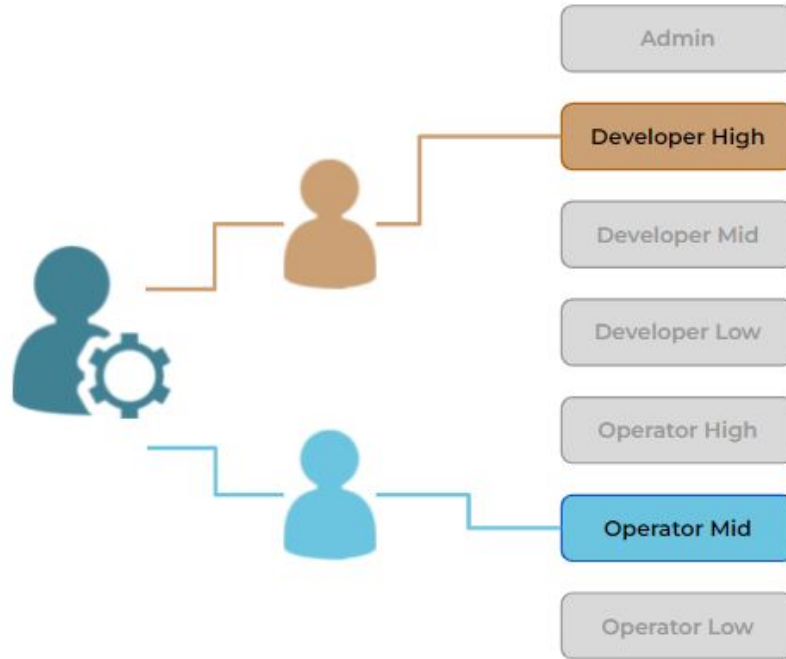 Admin
Developer High
Developer Mid
Developer Low
Operator High
Operator Mid
Operator Low